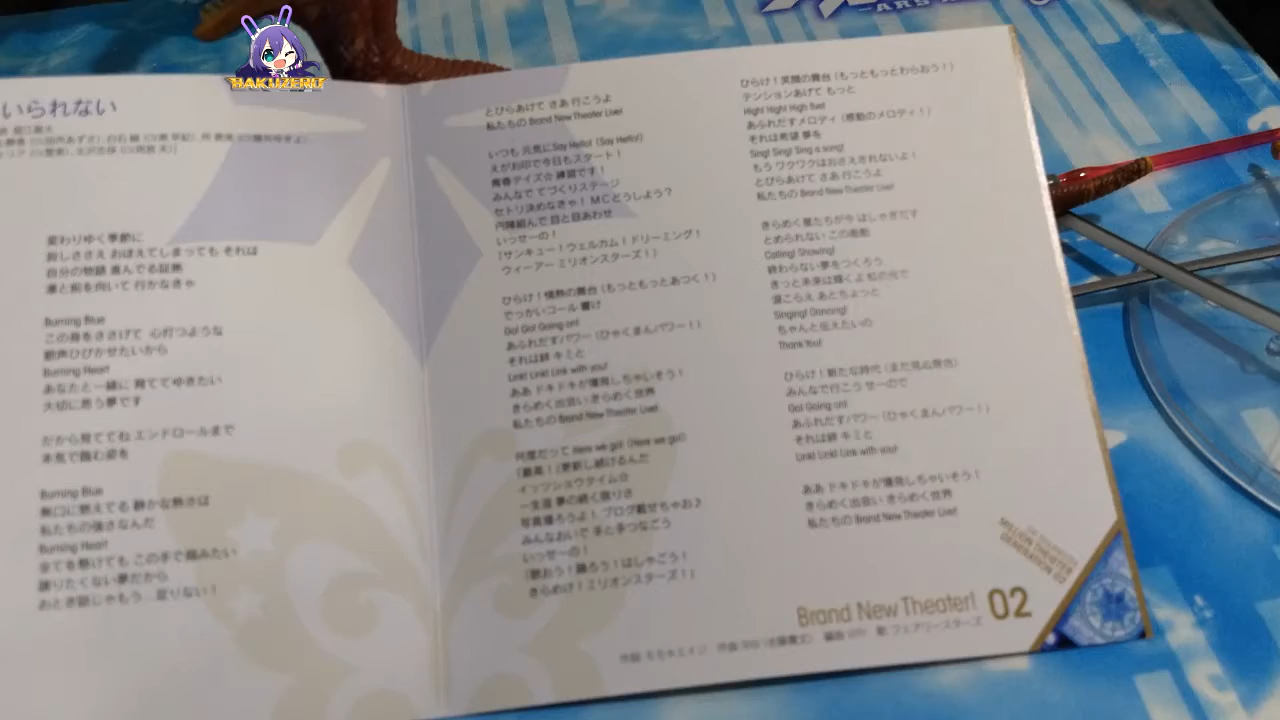 HAKUZERU
いられない
変わりゆく季節に
寂しささえ おぼえてしまっても それは
自分の物語 進んでる証拠
凛と前を向いて 行かなきゃ
Burning Blue
この身をささげて 心打つような
歌声ひびかせたいから
Burning Heart
あなたと一緒に 育ててゆきたい
大切に思う夢です
だから見ててね エンドロールまで
本気で臨む姿を
Burning Blue
無口に燃えてる 静かな熱さは
私たちの強さなんだ
Burning Heart
全てを懸けても この手で掴みたい
譲りたくない夢だから
おとぎ話じゃもう…足りない!
とびらあけて さあ 行こうよ
私たちの Brand New Theater Live!
いつも 元気にSay Hello! (Say Hello!)
えがお印で今日もスタート!
青春デイズ☆ 練習です!
みんなで てづくりステージ
セトリ決めなきゃ! MCどうしよう?
円陣組んで 目と目あわせ
いっせーの!
「サンキュー!ウェルカム!ドリーミング!
ウィーアー ミリオンスターズ!」
ひらけ!情熱の舞台 (もっともっとあつく!)
でっかいコール 響け
Go! Go! Going on!
あふれだすパワー (ひゃくまんパワー!)
それは絆 キミと
Link! Link! Link with you!
ああ ドキドキが爆発しちゃいそう!
きらめく出会い きらめく世界
私たちの Brand New Theater Live!
何度だって Here we go! (Here we go!)
「最高!」更新し続けるんだ
イッツショウタイム☆
一生涯 夢の続く限りさ
写真撮ろうよ! ブログ載せちゃお♪
みんなおいで 手と手つなごう
いっせーの!
「歌おう!踊ろう!はしゃごう!
きらめけ!ミリオンスターズ!」
ひらけ!笑顔の舞台 (もっともっとわらおう!)
テンションあげて もっと
High! High! High five!
あふれだすメロディ (感動のメロディ!)
それは希望 夢を
Sing! Sing! Sing a song!
もう ワクワクはおさえきれないよ!
とびらあけて さあ 行こうよ
私たちの Brand New Theater Live!
きらめく星たちが今 はしゃぎだす
とめられない この衝動
Calling! Showing!
終わらない夢をつくろう
きっと未来は輝くよ 虹の先で
涙こらえ あとちょっと
Singing! Dancing!
ちゃんと伝えたいの
Thank You!
ひらけ!新たな時代 (まだ見ぬ景色)
みんなで行こう せーので
Go! Going on!
あふれだすパワー (ひゃくまんパワー!)
それは絆 キミと
Link! Link! Link with you!
ああ ドキドキが爆発しちゃいそう!
きらめく出会い きらめく世界
私たちの Brand New Theater Live!
MILLION THE@TER
GENERATION 02
Brand New Theater! 02
歌 フェアリースターズ